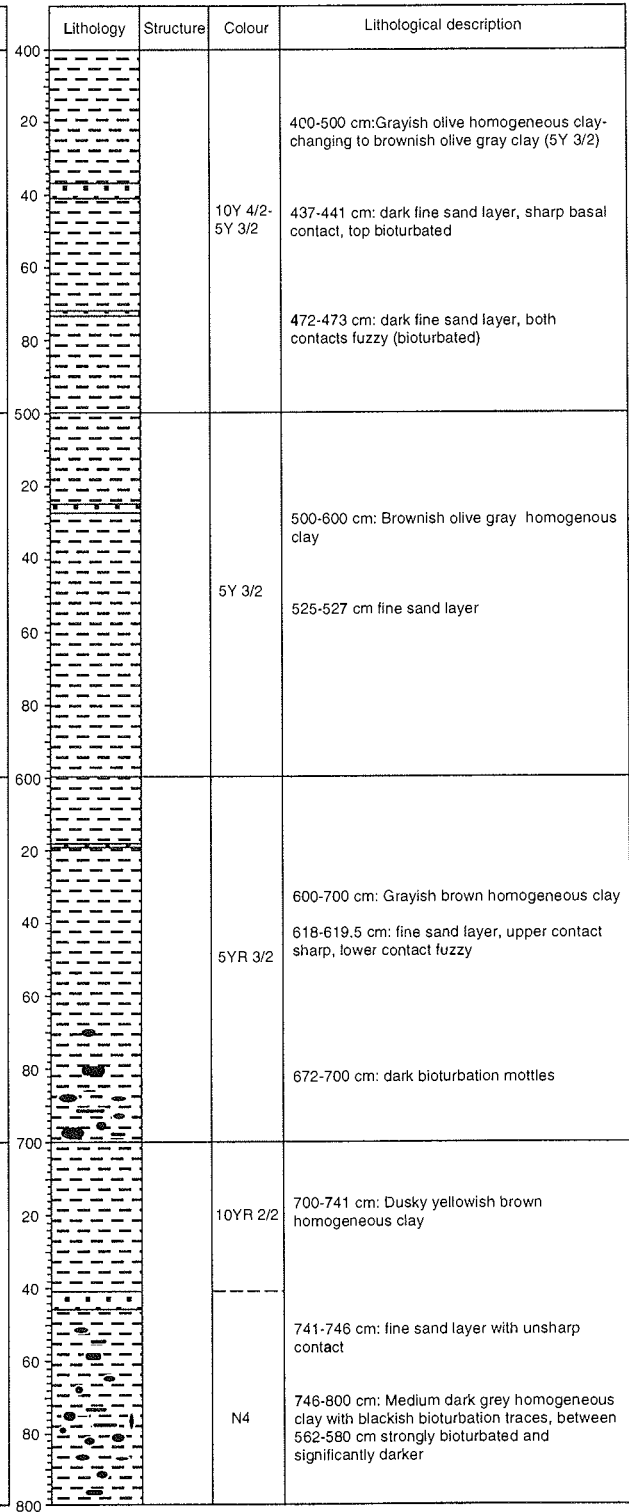 Lithology Structure Colour Lithological description
400
20
400-500 cm:Grayish olive homogeneous clay-
changing to brownish olive gray clay (5Y 3/2)
40
10Y 4/2-
5Y 3/2
437-441 cm: dark fine sand layer, sharp basal
contact, top bioturbated
60
472-473 cm: dark fine sand layer, both
contacts fuzzy (bioturbated)
80
500
20
500-600 cm: Brownish olive gray homogenous
clay
40
5Y 3/2
525-527 cm fine sand layer
60
80
600
20
600-700 cm: Grayish brown homogeneous clay
40
618-619.5 cm: fine sand layer, upper contact
sharp, lower contact fuzzy
5YR 3/2
60
80
672-700 cm: dark bioturbation mottles
700
20
10YR 2/2
700-741 cm: Dusky yellowish brown
homogeneous clay
40
741-746 cm: fine sand layer with unsharp
contact
60
N4
746-800 cm: Medium dark grey homogeneous
clay with blackish bioturbation traces, between
562-580 cm strongly bioturbated and
significantly darker
80
800